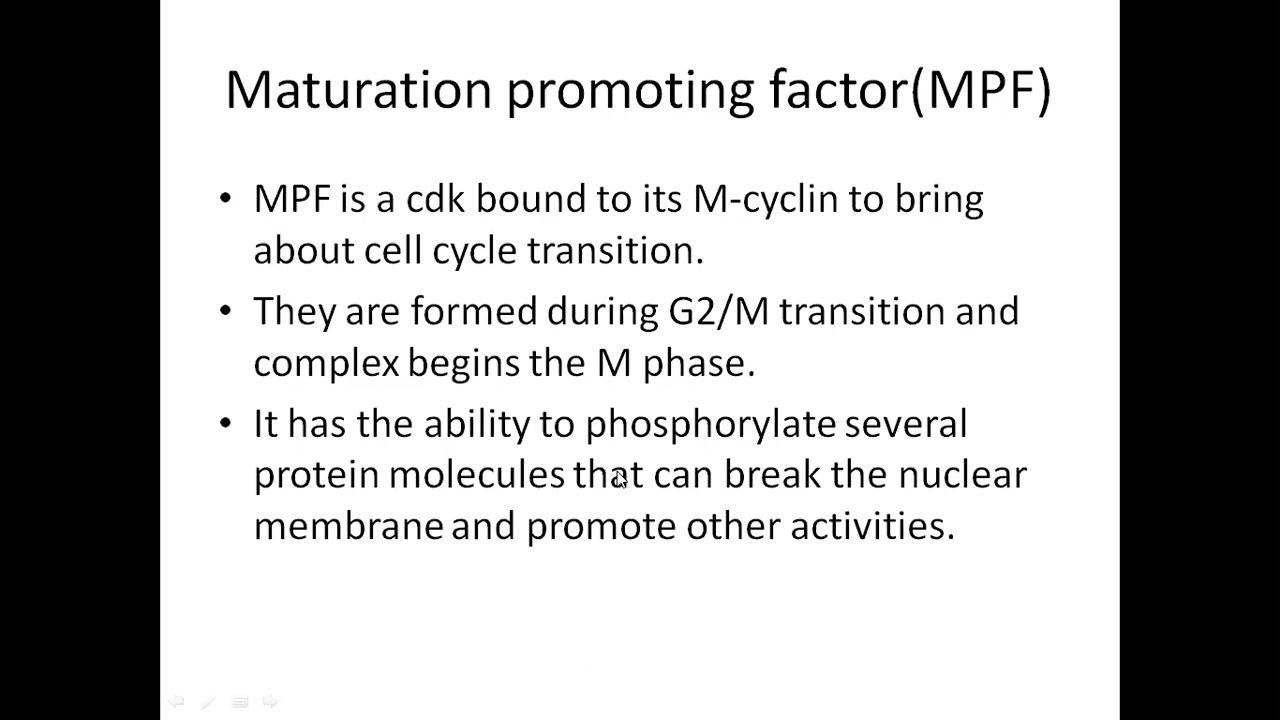 Maturation promoting factor(MPF)
• MPF is a cdk bound to its M-cyclin to bring
about cell cycle transition.
• They are formed during G2/M transition and
complex begins the M phase.
• It has the ability to phosphorylate several
protein molecules that can break the nuclear
membrane and promote other activities.